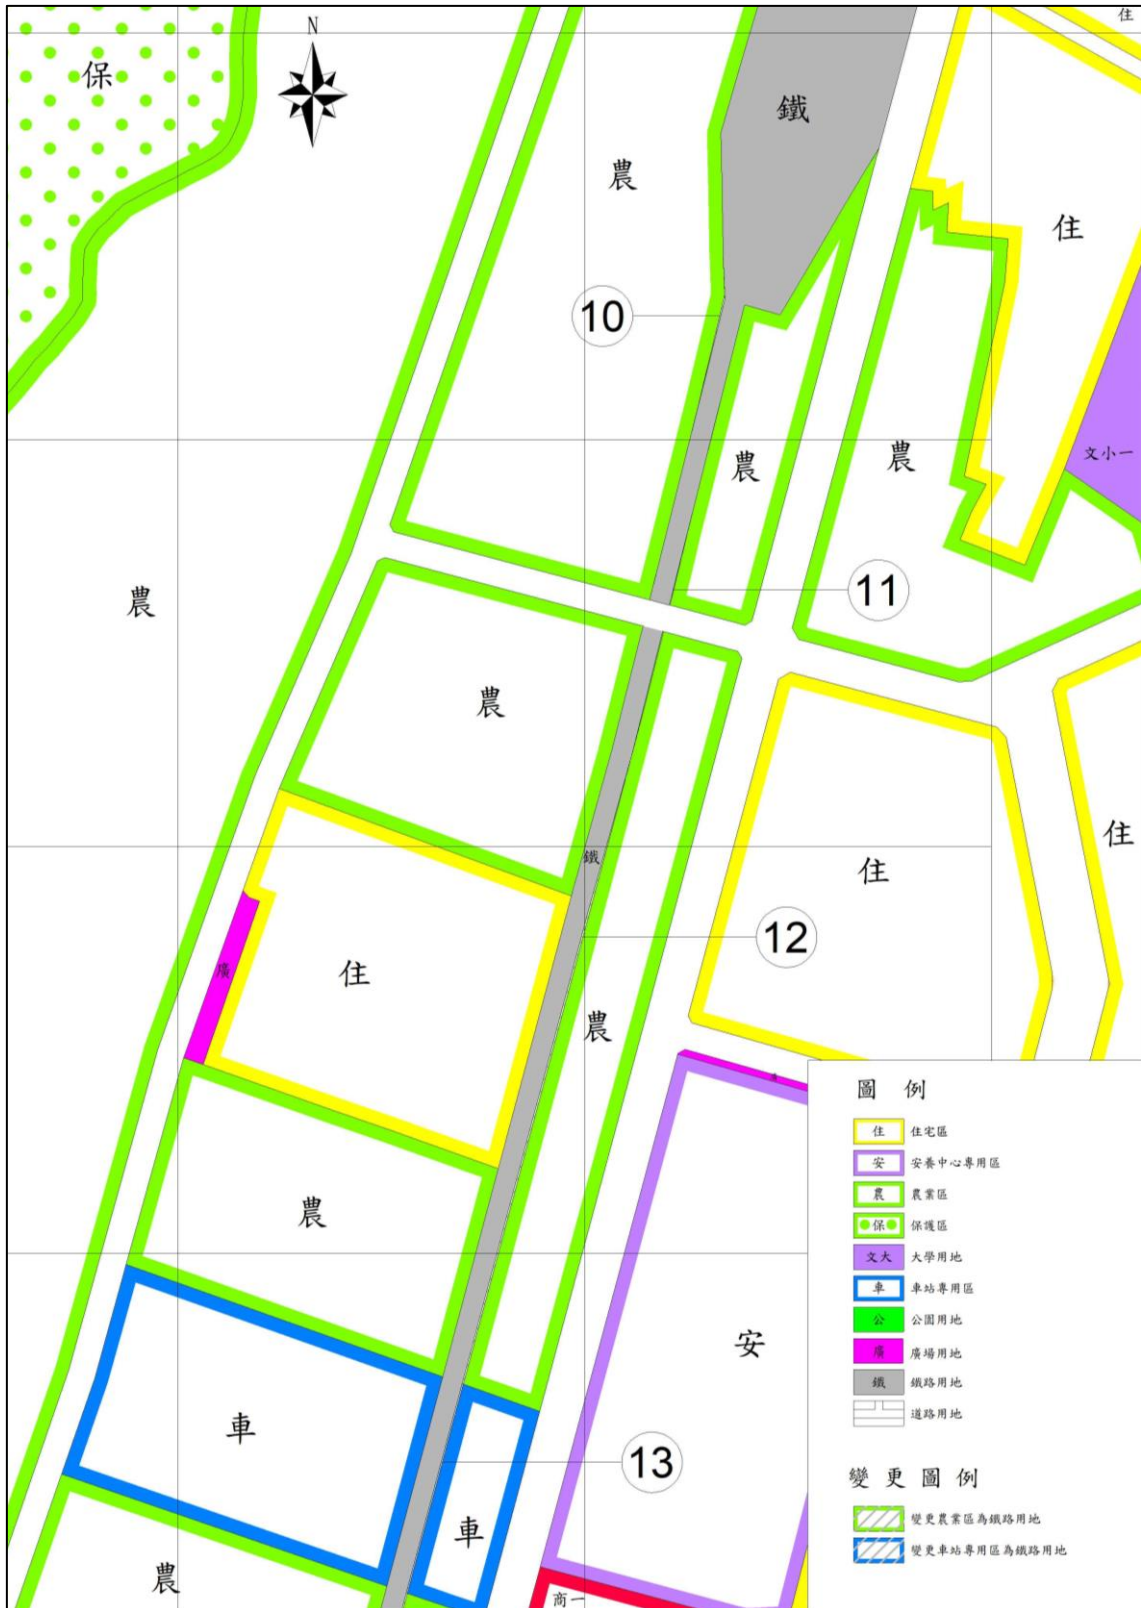 住
N
保
鐵
農
住
10
文小一
農
農
11
農
農
住
住
鐵
12
住
廣
農
農
安
車
13
車
農
商一
圖 例
住 住宅區
安 安養中心專用區
農 農業區
保 保護區
文大 大學用地
車 車站專用區
公 公園用地
廣 廣場用地
鐵 鐵路用地
道路用地
變 更 圖 例
變更農業區為鐵路用地
變更車站專用區為鐵路用地